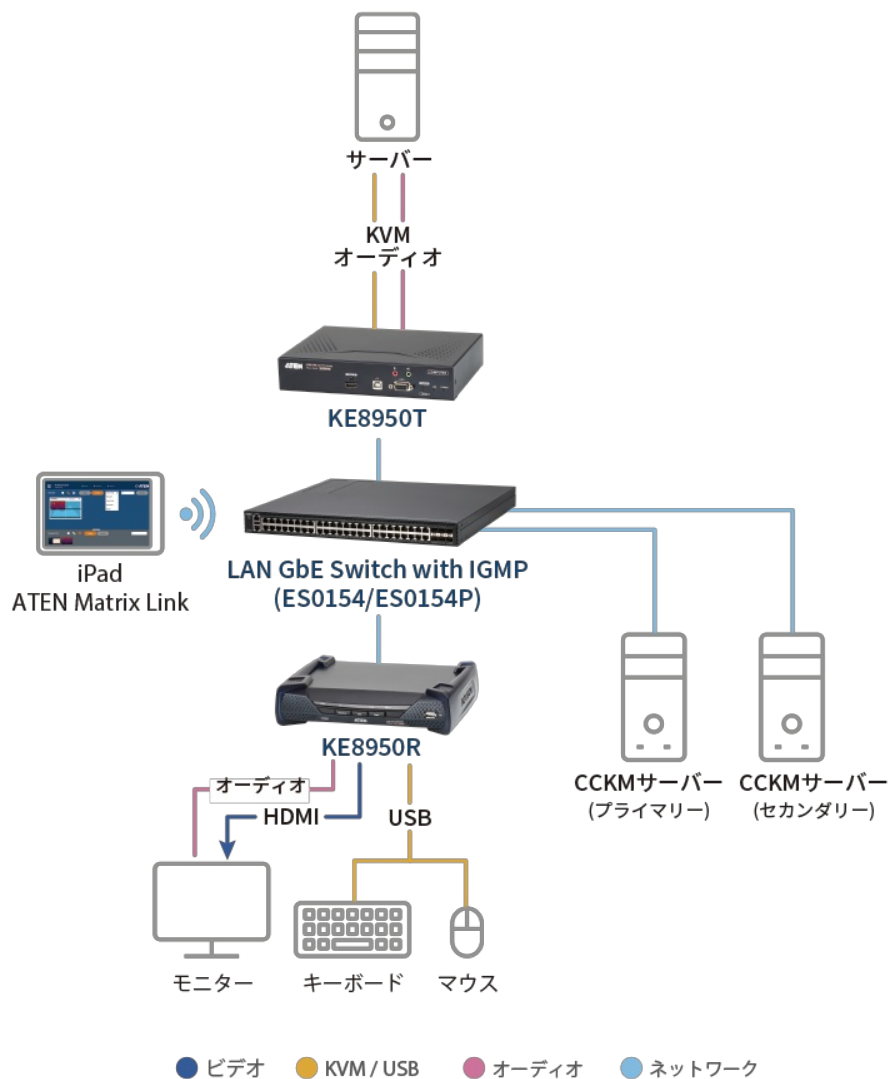 サーバー
KVM
オーディオ
ATEN
KE8950T
iPad
ATEN Matrix Link
LAN GbE Switch with IGMP
(ES0154/ES0154P)
KE8950R
オーディオ
HDMI
USB
CCKMサーバー
(プライマリー)
CCKMサーバー
(セカンダリー)
モニター
キーボード
マウス
ビデオ
KVM / USB
オーディオ
ネットワーク